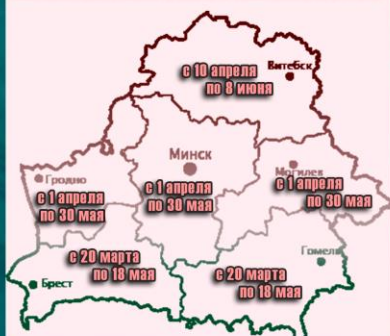 Витебск
с 10 апреля
по 8 июня
Минск
Гродно
Могилев
с 1 апреля
по 30 мая
с 1 апреля
по 30 мая
с 1 апреля
по 30 мая
с 20 марта
по 18 мая
Гомель
с 20 марта
по 18 мая
Брест